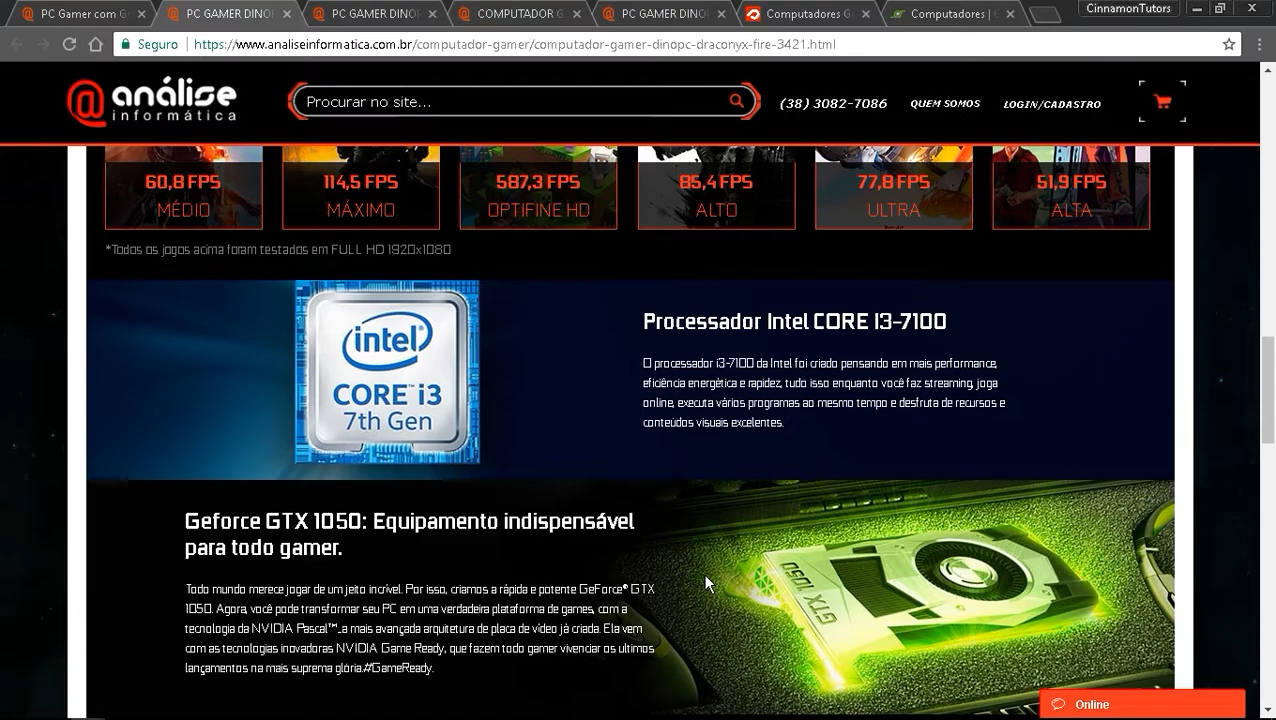 PC Gamer com G
PC GAMER DINOP
PC GAMER DINOP
COMPUTADOR G
PC GAMER DINOP
Computadores G
Computadores | C
CinnamonTutors
Seguro
https://www.analiseinformatica.com.br/computador-gamer/computador-gamer-dinopc-draconyx-fire-3421.html
@ análise
informática
Procurar no site...
(38) 3082-7086
QUEM SOMOS
LOGIN/CADASTRO
60,8 FPS
MÉDIO
114,5 FPS
MÁXIMO
587,3 FPS
OPTIFINE HD
85,4 FPS
ALTO
77,8 FPS
ULTRA
51,9 FPS
ALTA
*Todos os jogos acima foram testados em FULL HD 1920x1080
intel
CORE i3
7th Gen
Processador Intel CORE I3-7100
O processador i3-7100 da Intel foi criado pensando em mais performance,
eficiência energética e rapidez, tudo isso enquanto você faz streaming, joga
online, executa vários programas ao mesmo tempo e desfruta de recursos e
conteúdos visuais excelentes.
Geforce GTX 1050: Equipamento indispensável
para todo gamer.
Todo mundo merece jogar de um jeito incrível. Por isso, criamos a rápida e potente GeForce® GTX
1050. Agora, você pode transformar seu PC em uma verdadeira plataforma de games, com a
tecnologia da NVIDIA Pascal™_a mais avançada arquitetura de placa de vídeo já criada. Ela vem
com as tecnologias inovadoras NVIDIA Game Ready, que fazem todo gamer vivenciar os ultimos
lançamentos na mais suprema glória.#GameReady.
GTX 1050
Online